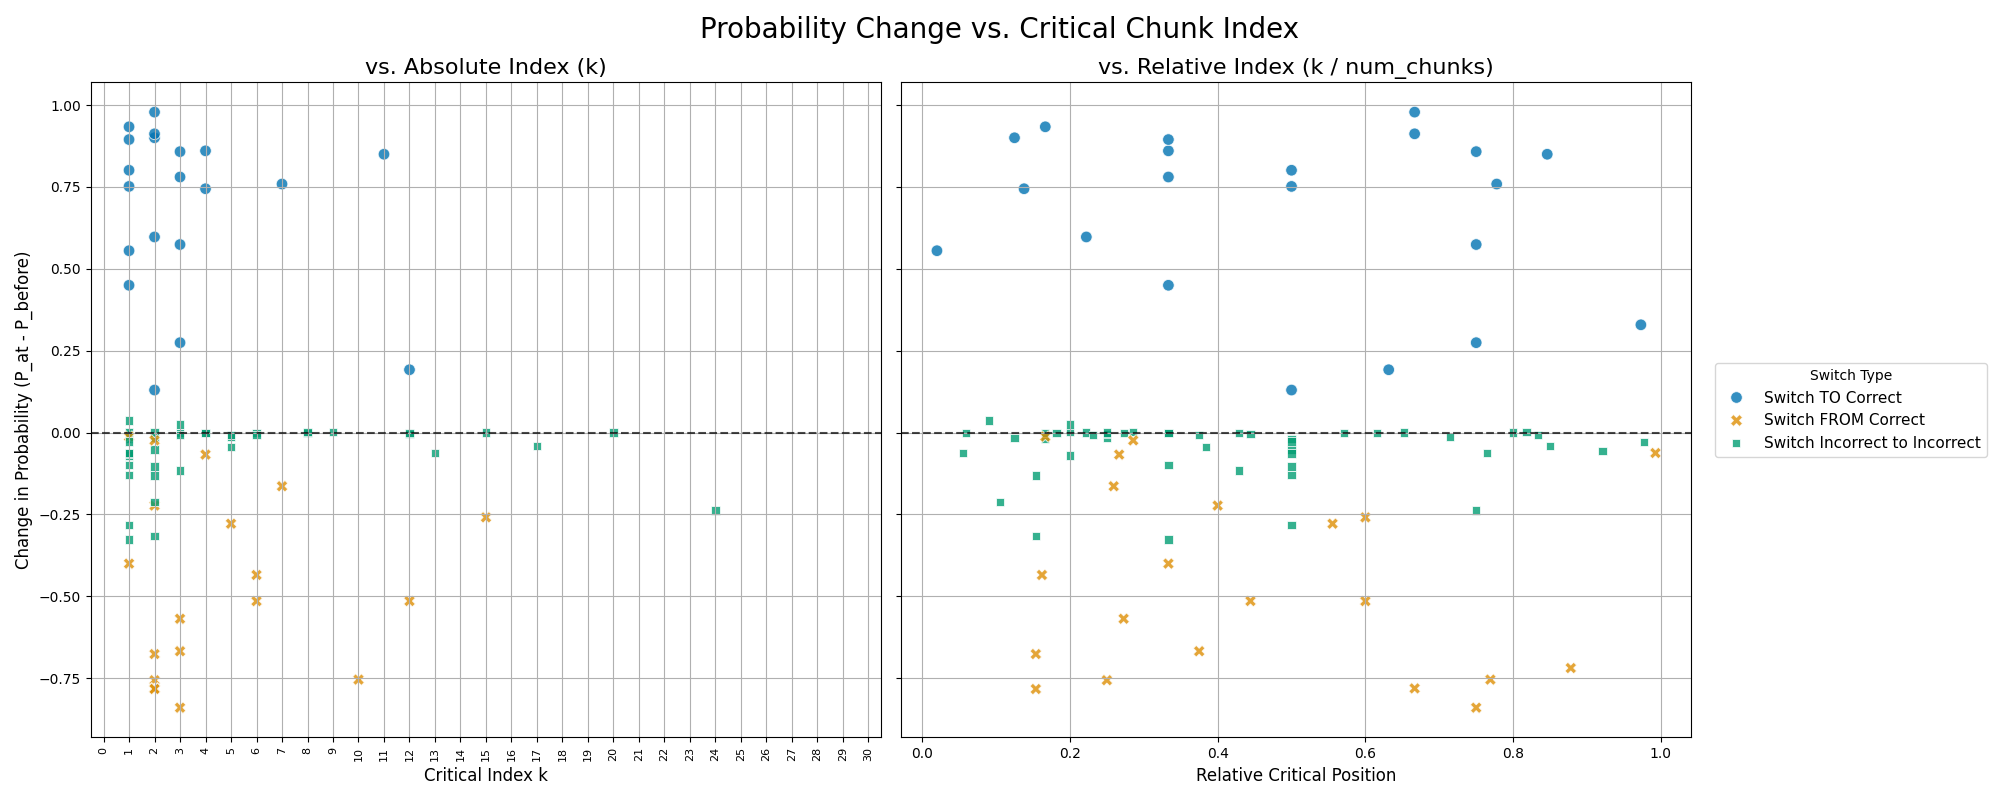 Probability Change vs. Critical Chunk Index
vs. Absolute Index (k)
vs. Relative Index (k / num_chunks)
Change in Probability (P_at - P_before)
1.00
0.75
0.50
0.25
0.00
−0.25
−0.50
−0.75
0 1 2 3 4 5 6 7 8 9 10 11 12 13 14 15 16 17 18 19 20 21 22 23 24 25 26 27 28 29 30
Critical Index k
0.0 0.2 0.4 0.6 0.8 1.0
Relative Critical Position
Switch Type
Switch TO Correct
Switch FROM Correct
Switch Incorrect to Incorrect